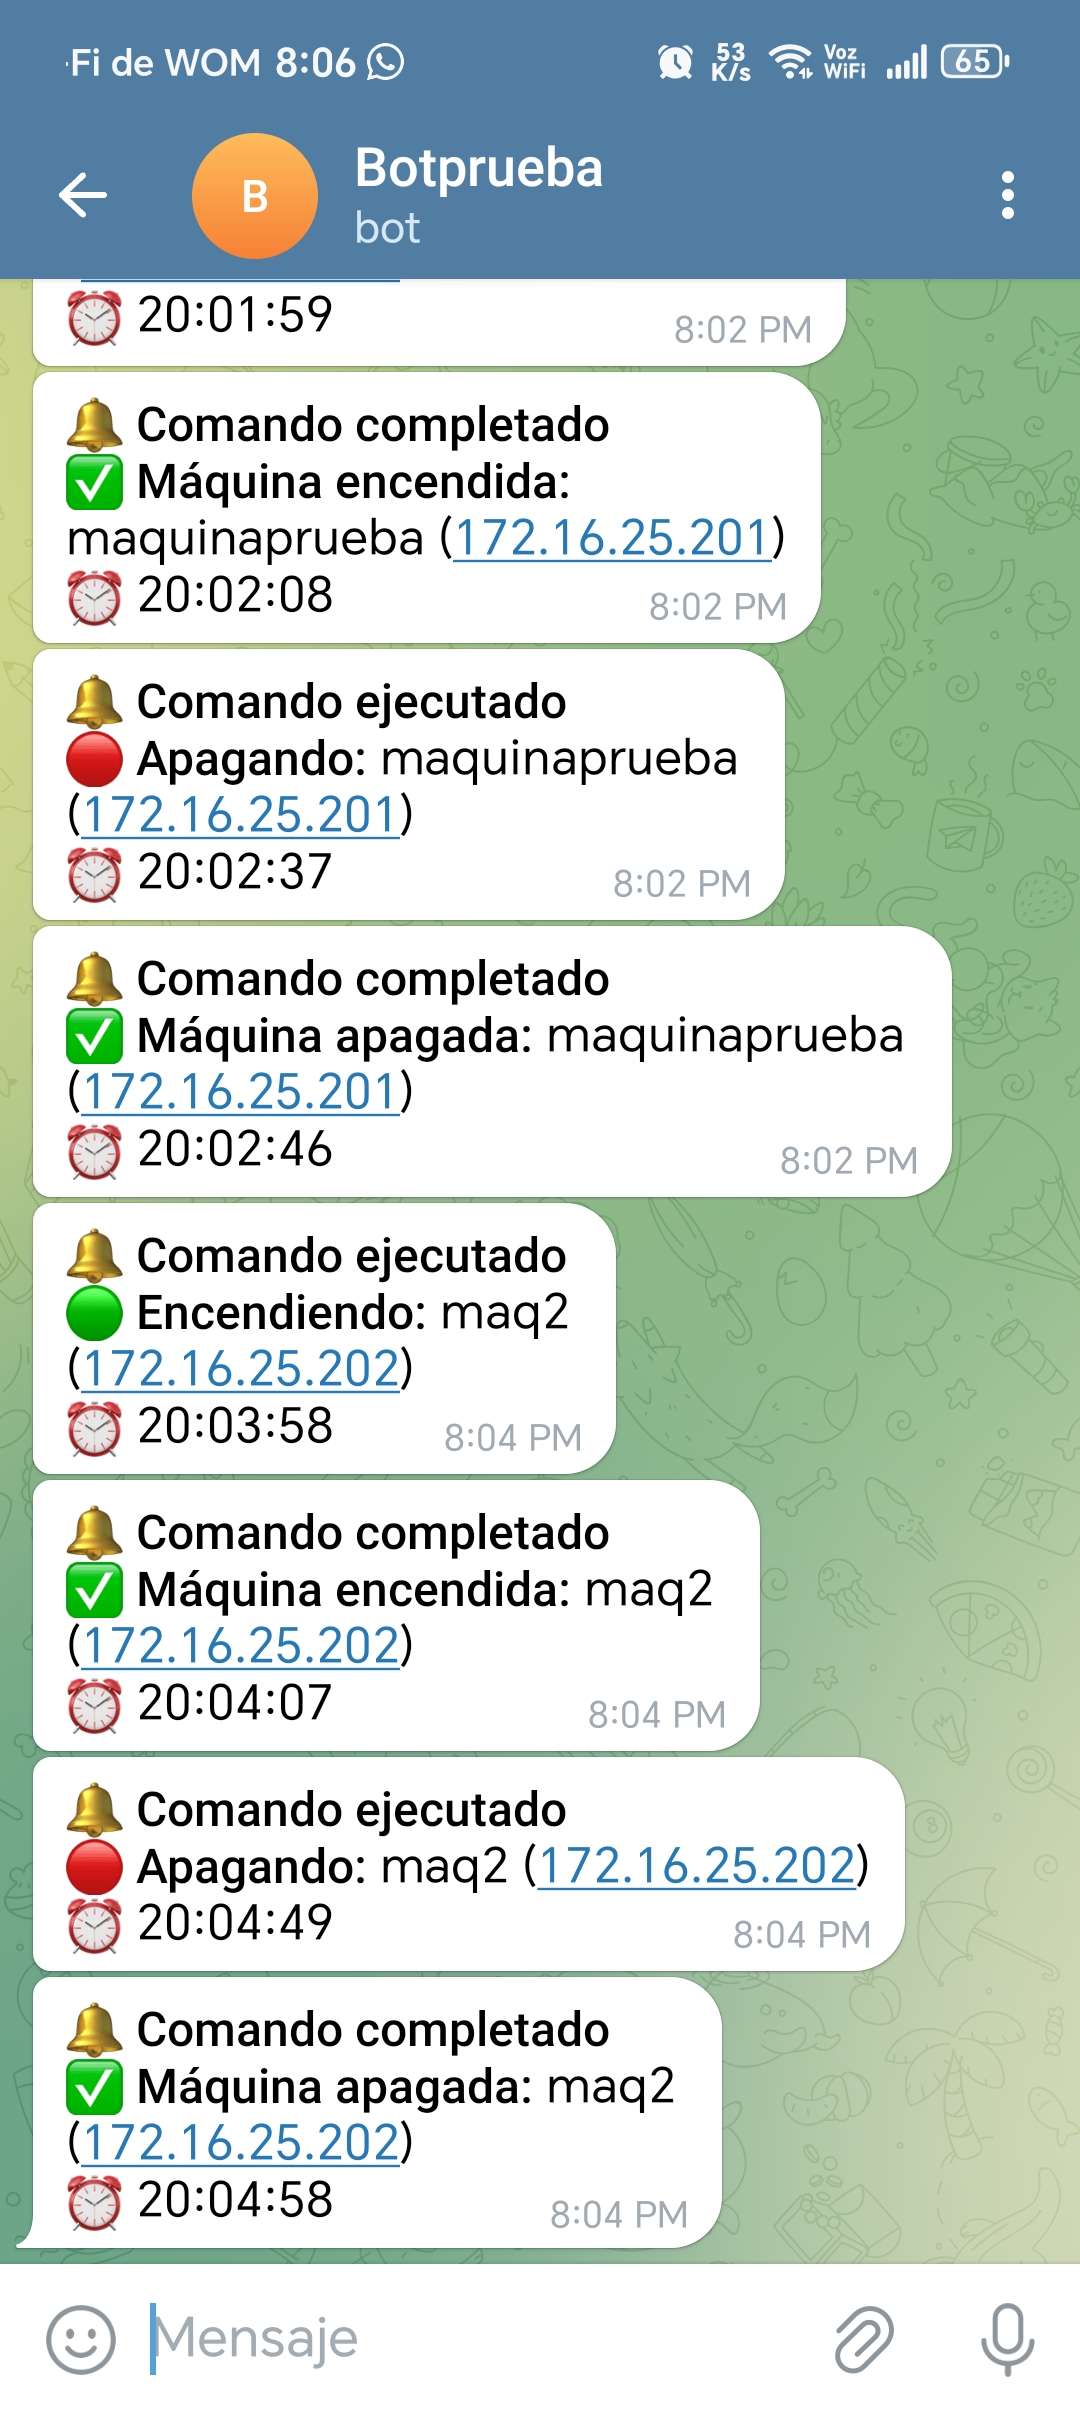 ·Fi de WOM 8:06 53 K/s Voz WiFi 65
B Botprueba
bot
20:01:59 8:02 PM
Comando completado
Máquina encendida:
maquinaprueba (172.16.25.201)
20:02:08 8:02 PM
Comando ejecutado
Apagando: maquinaprueba
(172.16.25.201)
20:02:37 8:02 PM
Comando completado
Máquina apagada: maquinaprueba
(172.16.25.201)
20:02:46 8:02 PM
Comando ejecutado
Encendiendo: maq2
(172.16.25.202)
20:03:58 8:04 PM
Comando completado
Máquina encendida: maq2
(172.16.25.202)
20:04:07 8:04 PM
Comando ejecutado
Apagando: maq2 (172.16.25.202)
20:04:49 8:04 PM
Comando completado
Máquina apagada: maq2
(172.16.25.202)
20:04:58 8:04 PM
Mensaje